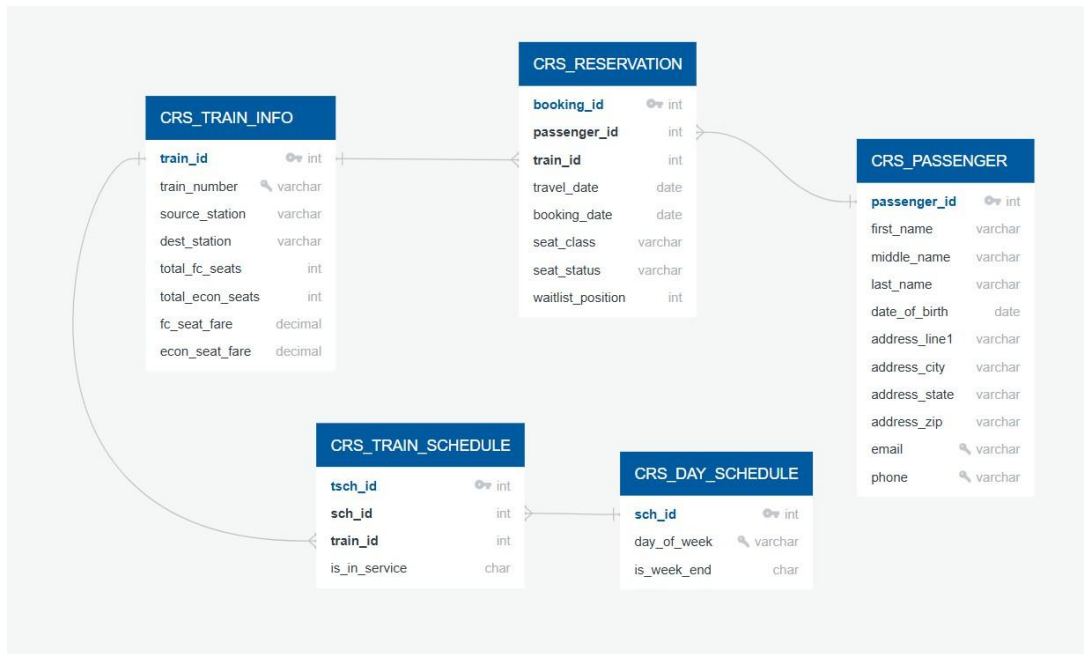 CRS_TRAIN_INFO
train_id int
train_number varchar
source_station varchar
dest_station varchar
total_fc_seats int
total_econ_seats int
fc_seat_fare decimal
econ_seat_fare decimal
CRS_RESERVATION
booking_id int
passenger_id int
train_id int
travel_date date
booking_date date
seat_class varchar
seat_status varchar
waitlist_position int
CRS_PASSENGER
passenger_id int
first_name varchar
middle_name varchar
last_name varchar
date_of_birth date
address_line1 varchar
address_city varchar
address_state varchar
address_zip varchar
email varchar
phone varchar
CRS_TRAIN_SCHEDULE
tsch_id int
sch_id int
train_id int
is_in_service char
CRS_DAY_SCHEDULE
sch_id int
day_of_week varchar
is_week_end char